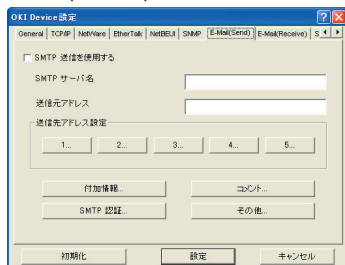 OKI Device 設定
General TCP/IP NetWare EtherTalk NetBEUI SNMP E-Mail(Send) E-Mail(Receive) S
SMTP 送信を使用する
SMTP サーバ名
送信元アドレス
送信先アドレス設定
1... 2... 3... 4... 5...
付加情報... コメント...
SMTP 認証... その他...
初期化 設定 キャンセル